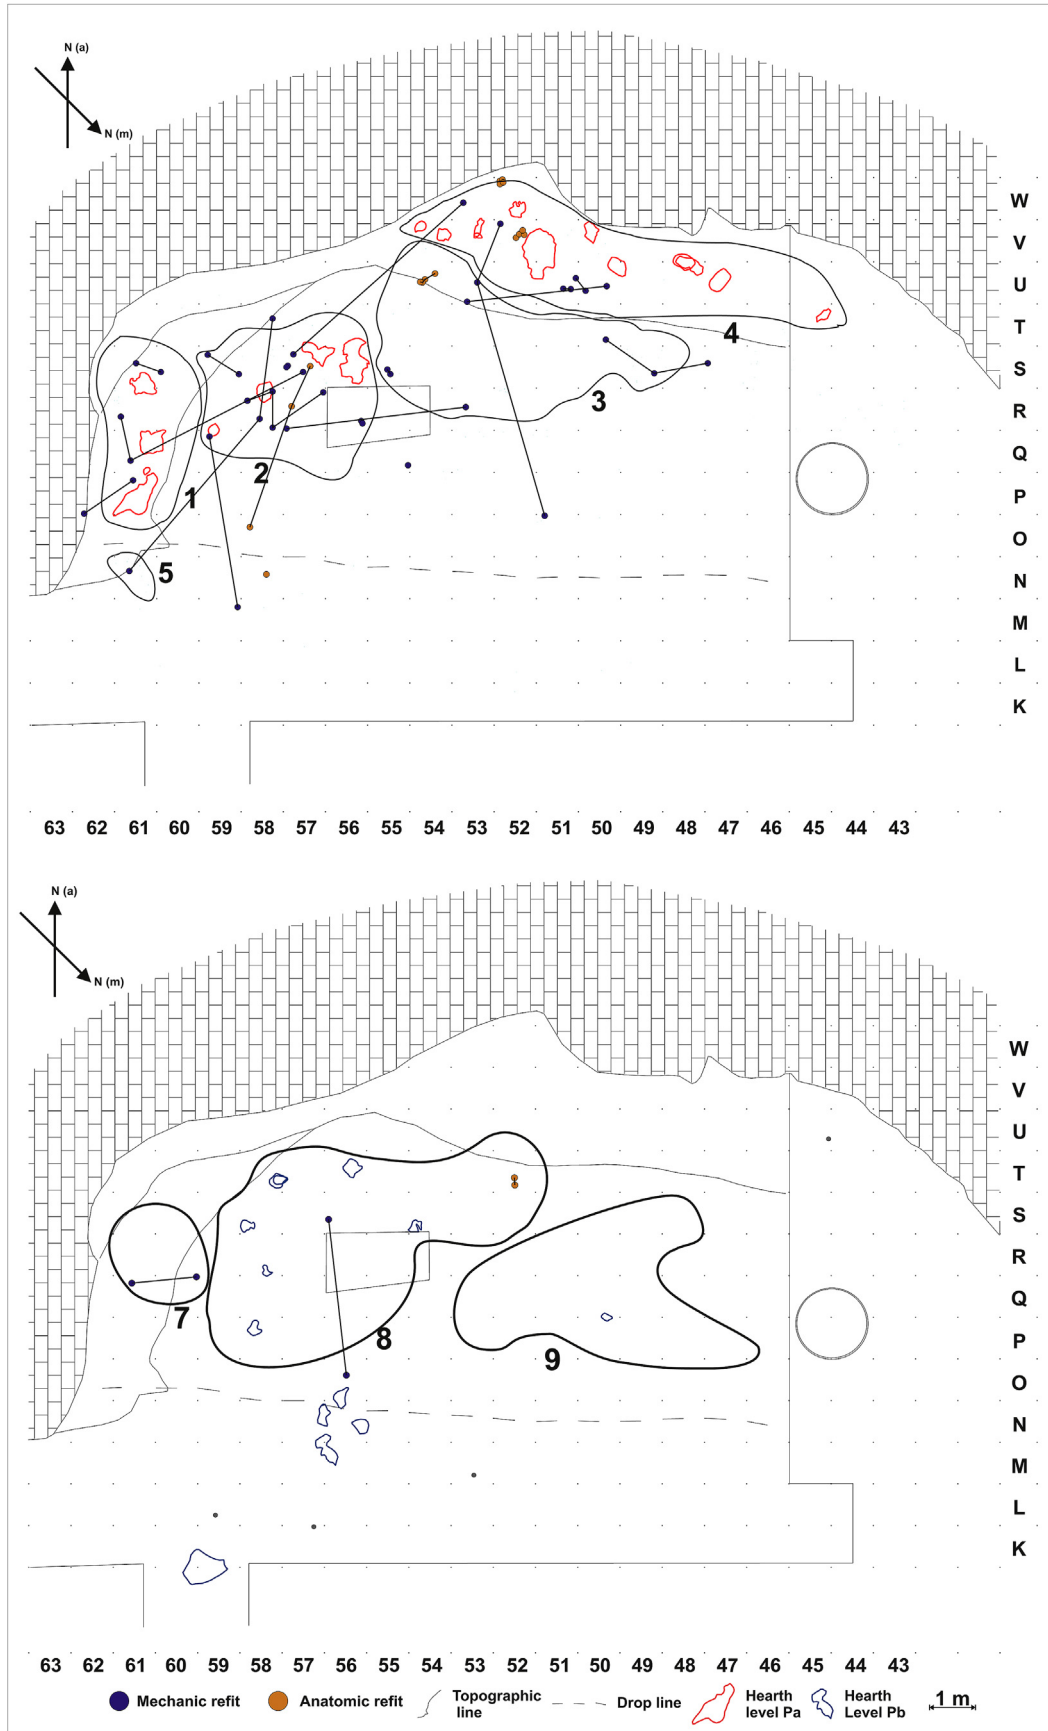 N (a)
N (m)
W
V
U
T
S
R
Q
P
O
N
M
L
K
4
3
2
1
5
63 62 61 60 59 58 57 56 55 54 53 52 51 50 49 48 47 46 45 44 43
N (a)
N (m)
W
V
U
T
S
R
Q
P
O
N
M
L
K
7
8
9
63 62 61 60 59 58 57 56 55 54 53 52 51 50 49 48 47 46 45 44 43
Mechanic refit
Anatomic refit
Topographic
line
Drop line
Hearth
level Pa
Hearth
Level Pb
1 m